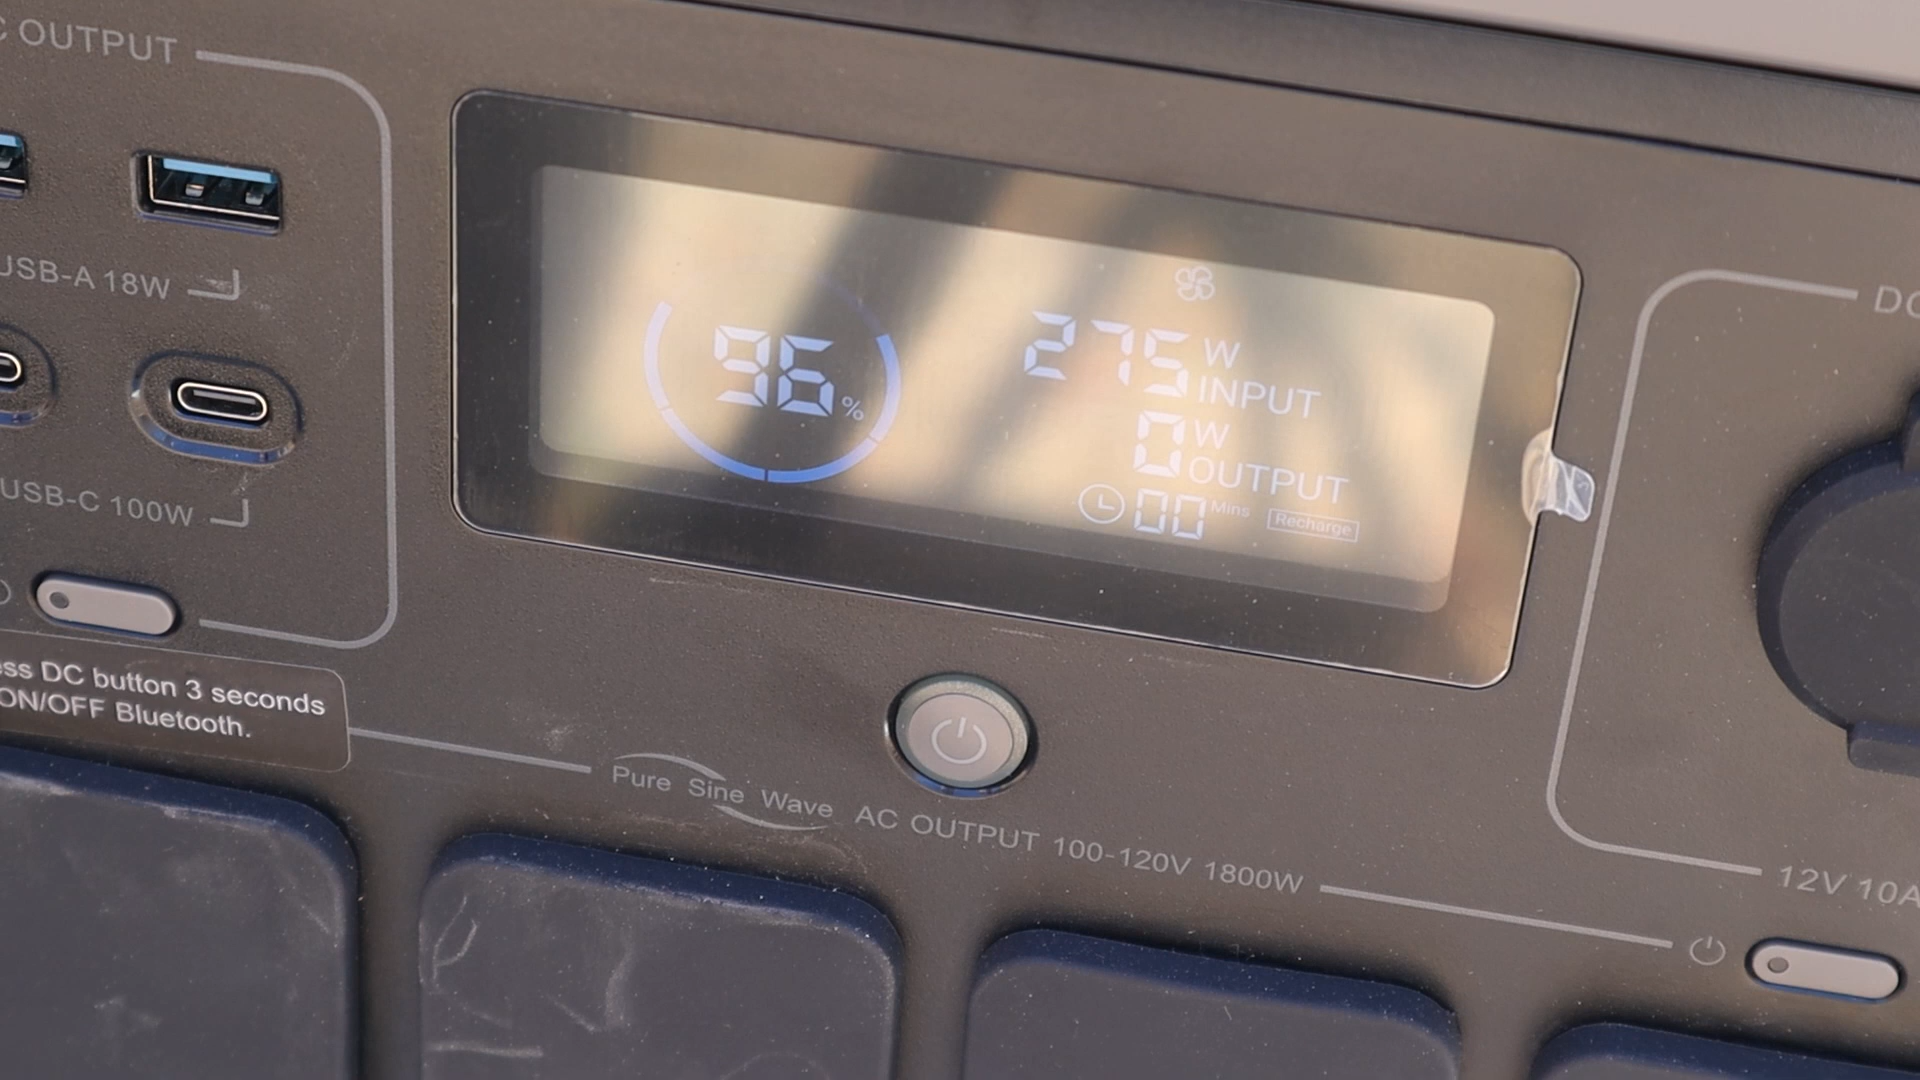 C OUTPUT
USB-A 18W
USB-C 100W
ess DC button 3 seconds
ON/OFF Bluetooth.
96%
275 W
INPUT
0 W
OUTPUT
00 Mins Recharge
Pure Sine Wave AC OUTPUT 100-120V 1800W
DC
12V 10A